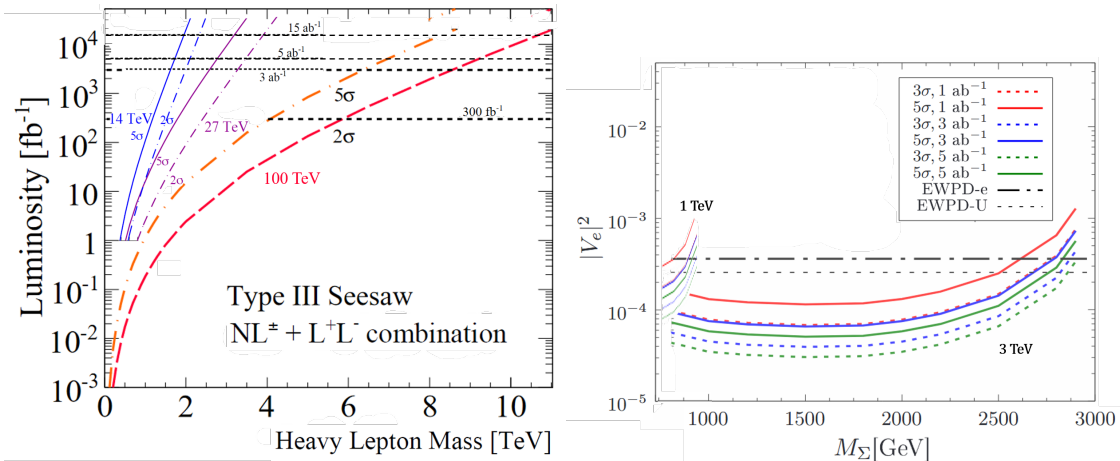 Luminosity [fb⁻¹]
10⁴
10³
10²
10
1
10⁻¹
10⁻²
10⁻³
15 ab⁻¹
5 ab⁻¹
3 ab⁻¹
300 fb⁻¹
14 TeV
5σ
2σ
27 TeV
5σ
2σ
5σ
2σ
100 TeV
Type III Seesaw
NL± + L⁺L⁻ combination
0 2 4 6 8 10
Heavy Lepton Mass [TeV]
|Vₑ|²
10⁻²
10⁻³
10⁻⁴
10⁻⁵
3σ, 1 ab⁻¹
5σ, 1 ab⁻¹
3σ, 3 ab⁻¹
5σ, 3 ab⁻¹
3σ, 5 ab⁻¹
5σ, 5 ab⁻¹
EWPD-e
EWPD-U
1 TeV
3 TeV
1000 1500 2000 2500 3000
M_Σ[GeV]